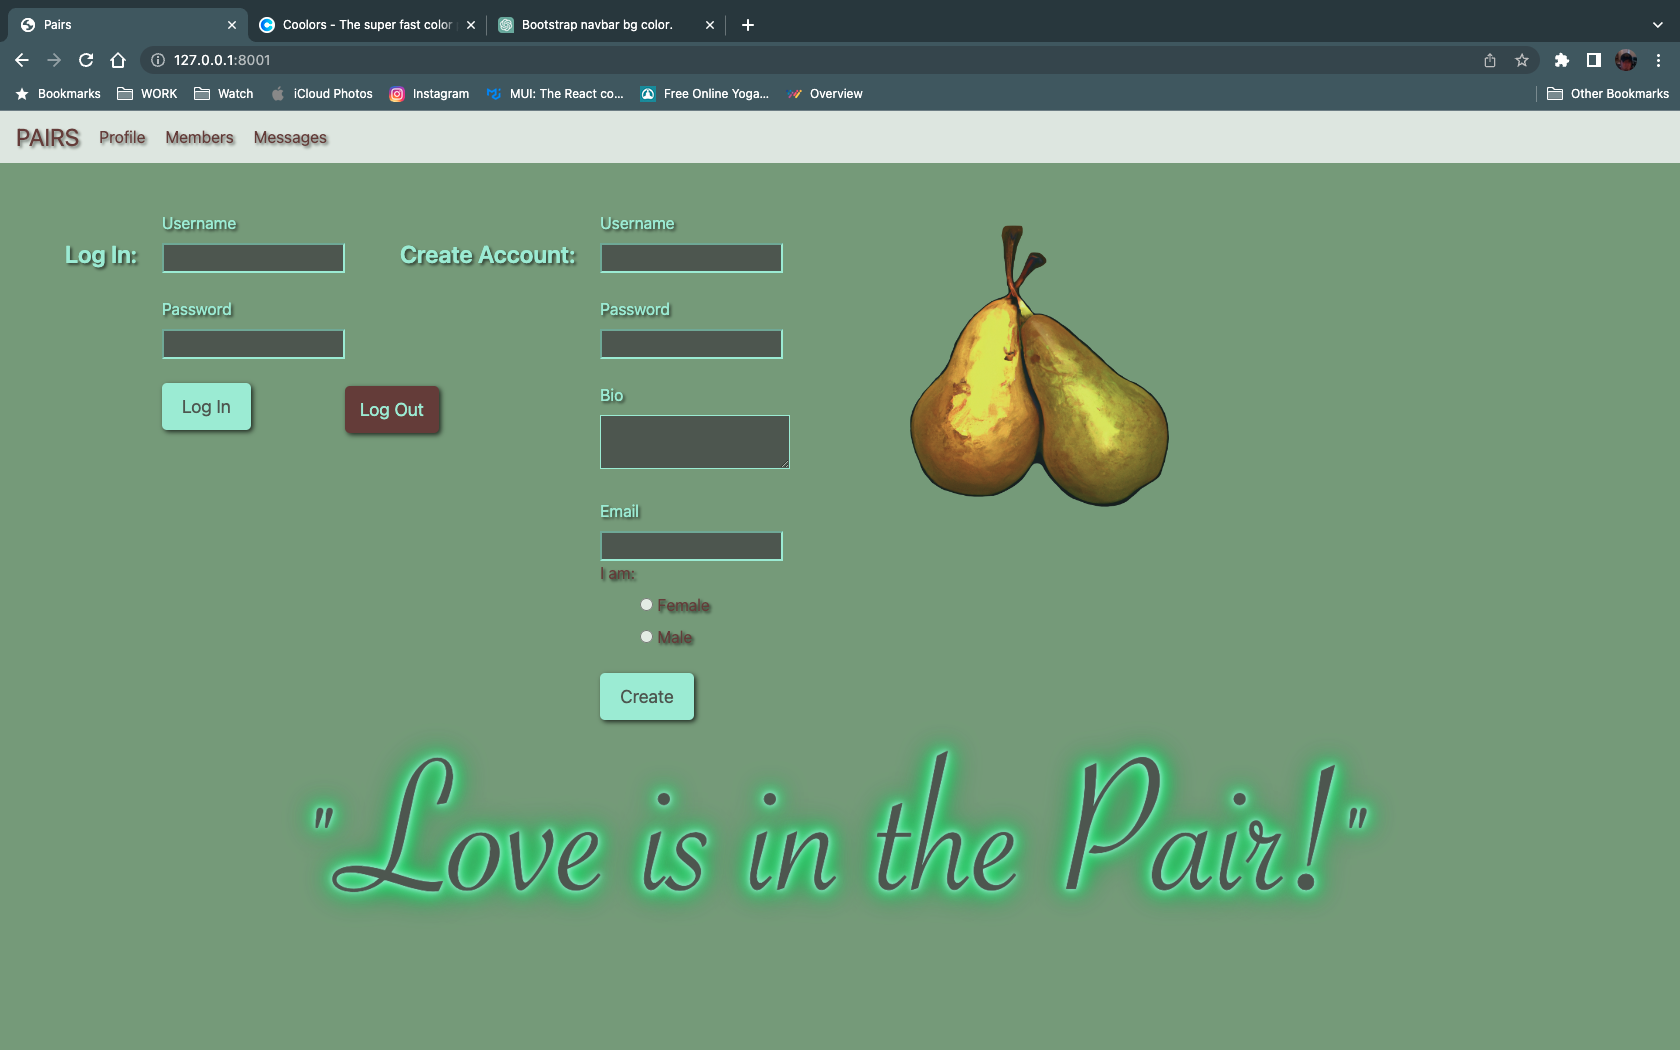 Pairs
Coolors - The super fast color
Bootstrap navbar bg color.
127.0.0.1:8001
Bookmarks
WORK
Watch
iCloud Photos
Instagram
MUI: The React co...
Free Online Yoga...
Overview
Other Bookmarks
PAIRS
Profile
Members
Messages
Log In:
Username
Password
Log In
Log Out
Create Account:
Username
Password
Bio
Email
I am:
Female
Male
Create
"Love is in the Pair!"